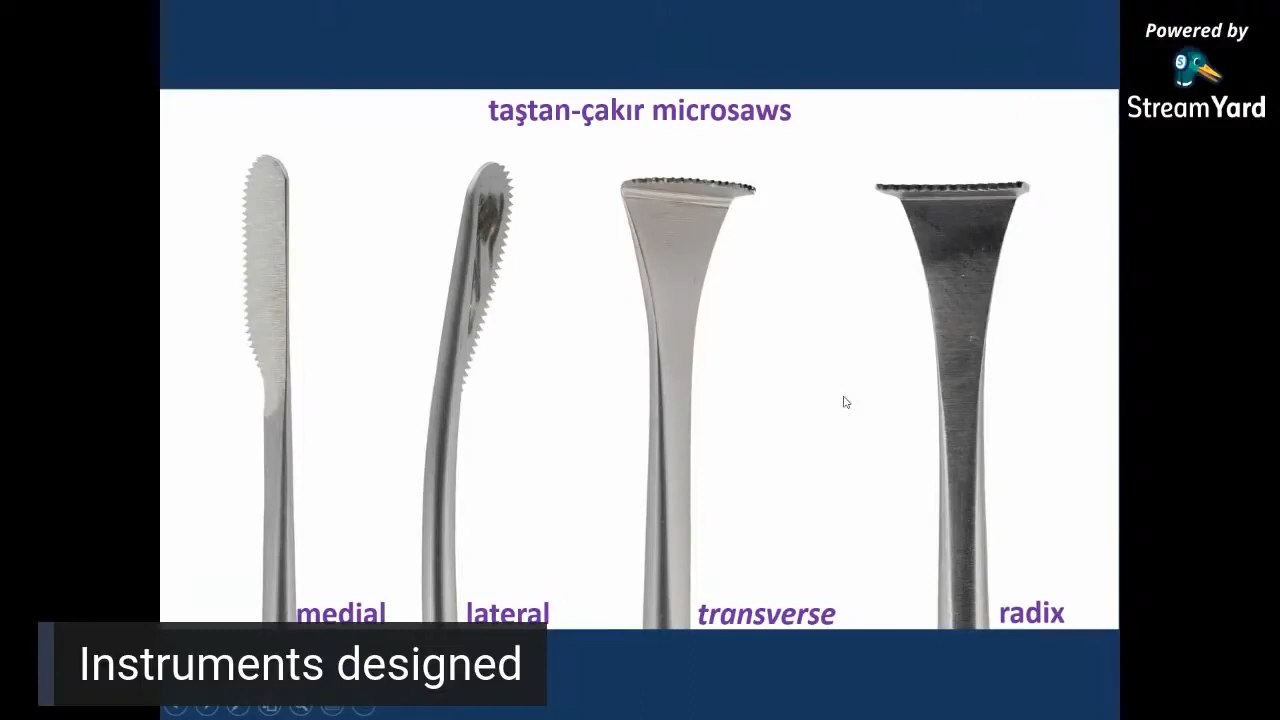 Powered by
StreamYard
taştan-çakır microsaws
medial
lateral
transverse
radix
Instruments designed